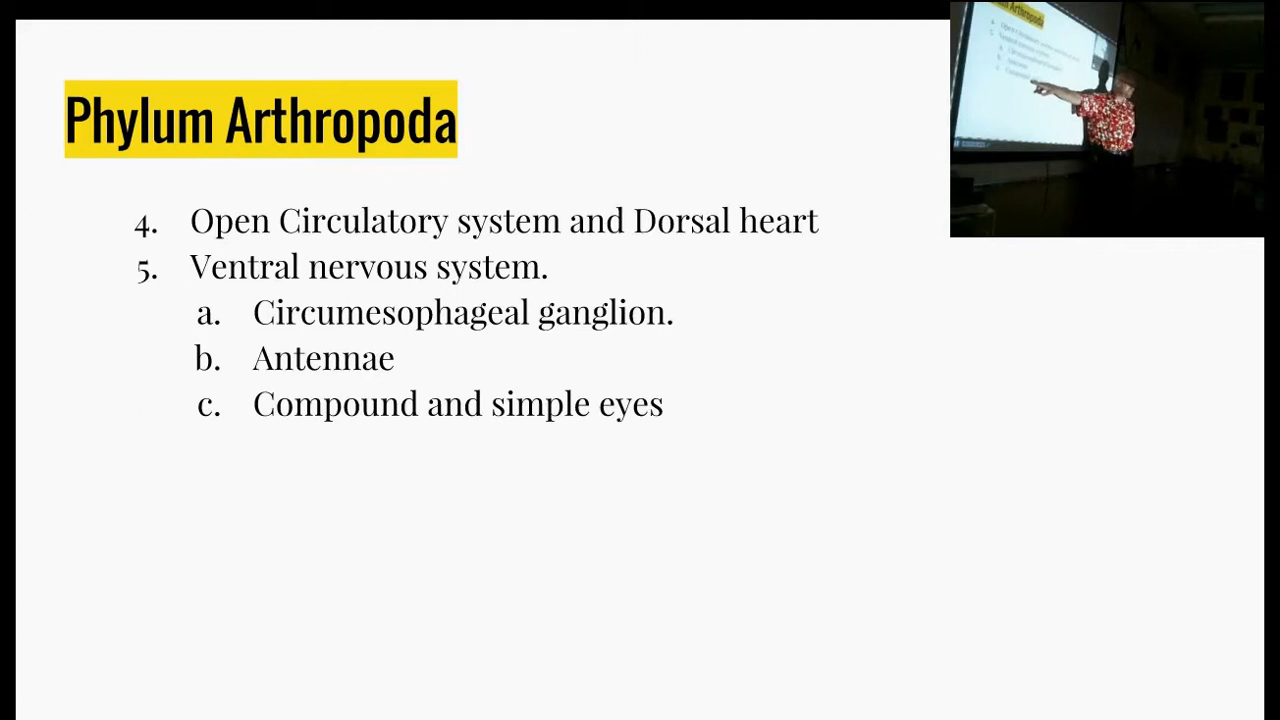 Phylum Arthropoda
4. Open Circulatory system and Dorsal heart
5. Ventral nervous system.
a. Circumesophageal ganglion.
b. Antennae
c. Compound and simple eyes